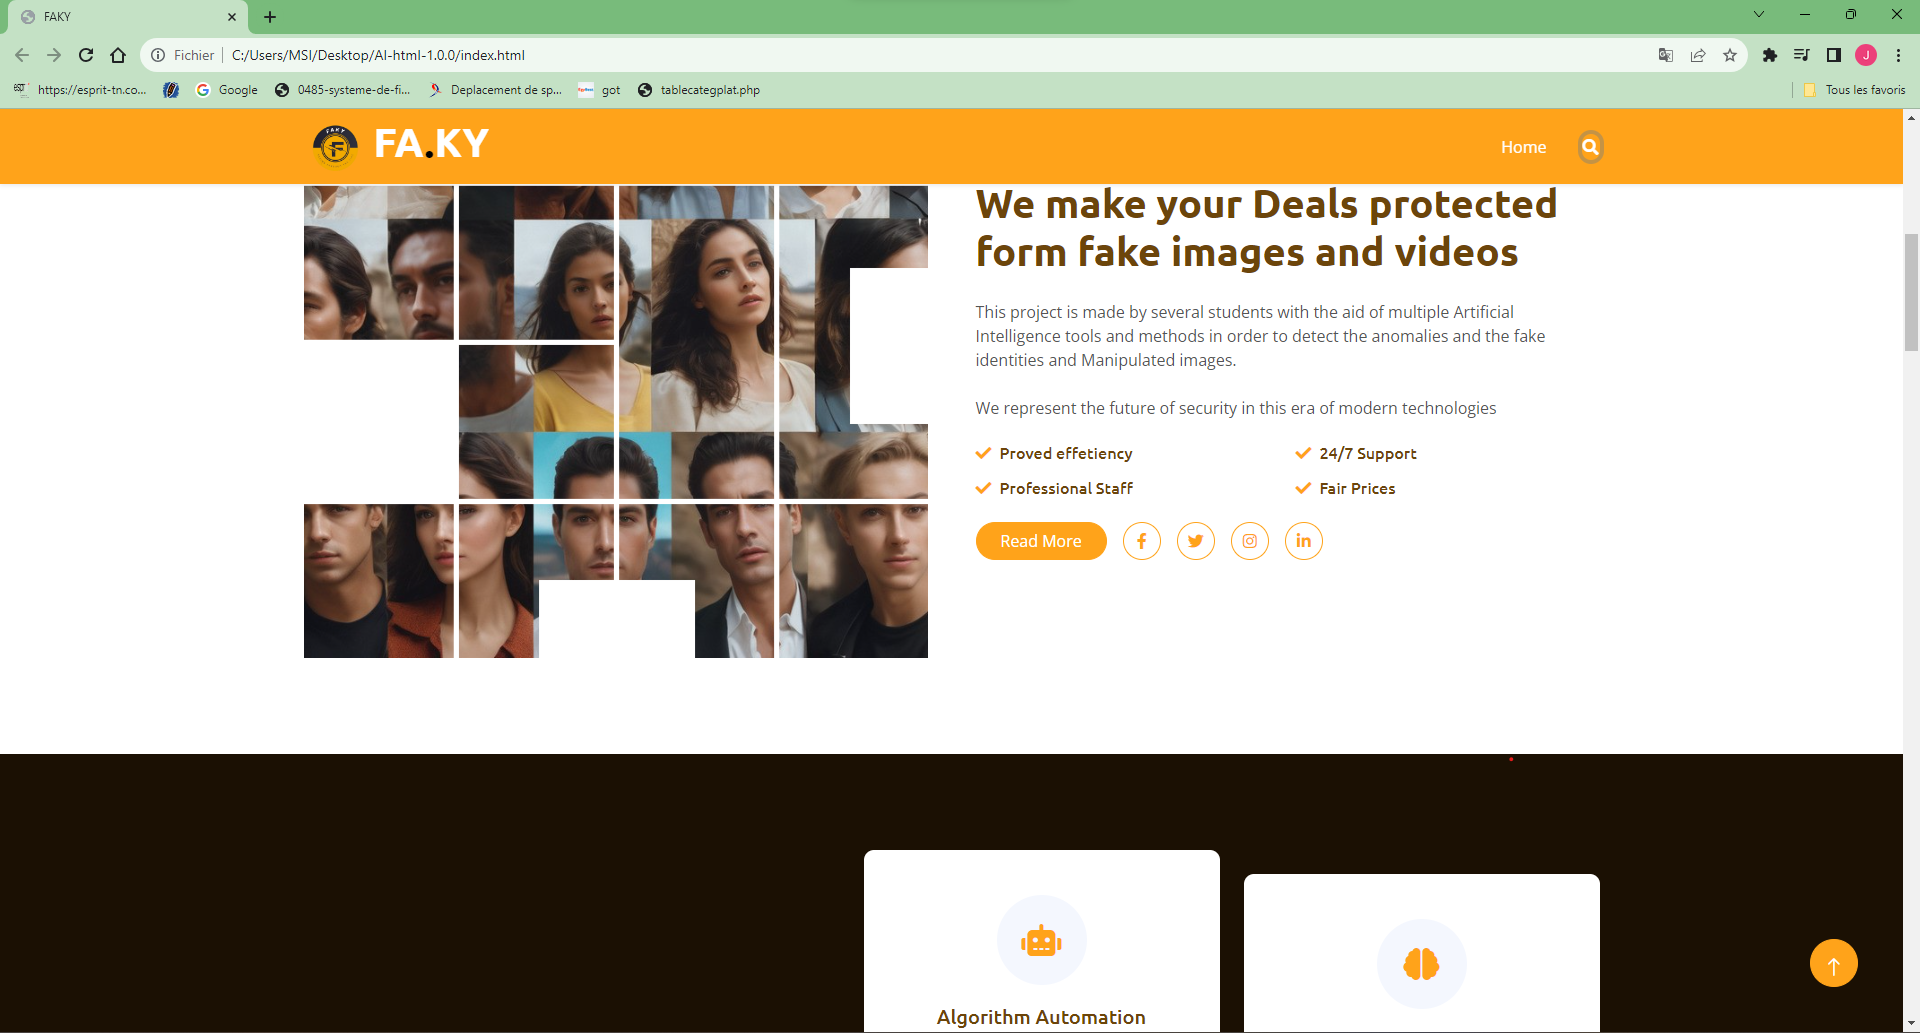 FAKY
Fichier
C:/Users/MSI/Desktop/AI-html-1.0.0/index.html
J
https://esprit-tn.co...
Google
0485-systeme-de-fi...
Deplacement de sp...
got
tablecategplat.php
Tous les favoris
FAKY
FA.KY
Home
We make your Deals protected
form fake images and videos
This project is made by several students with the aid of multiple Artificial
Intelligence tools and methods in order to detect the anomalies and the fake
identities and Manipulated images.
We represent the future of security in this era of modern technologies
Proved effetiency
24/7 Support
Professional Staff
Fair Prices
Read More
Algorithm Automation